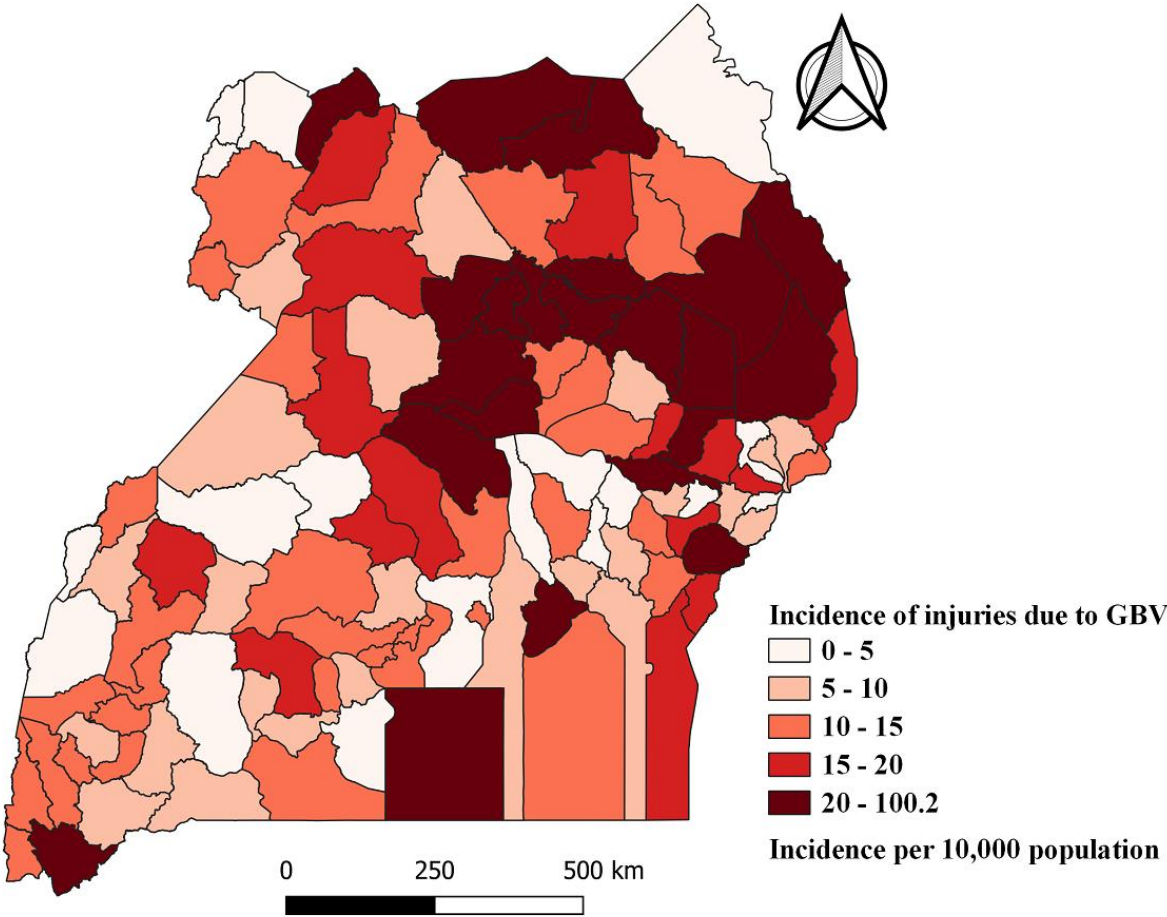 Incidence of injuries due to GBV
0 - 5
5 - 10
10 - 15
15 - 20
20 - 100.2
Incidence per 10,000 population
0 250 500 km